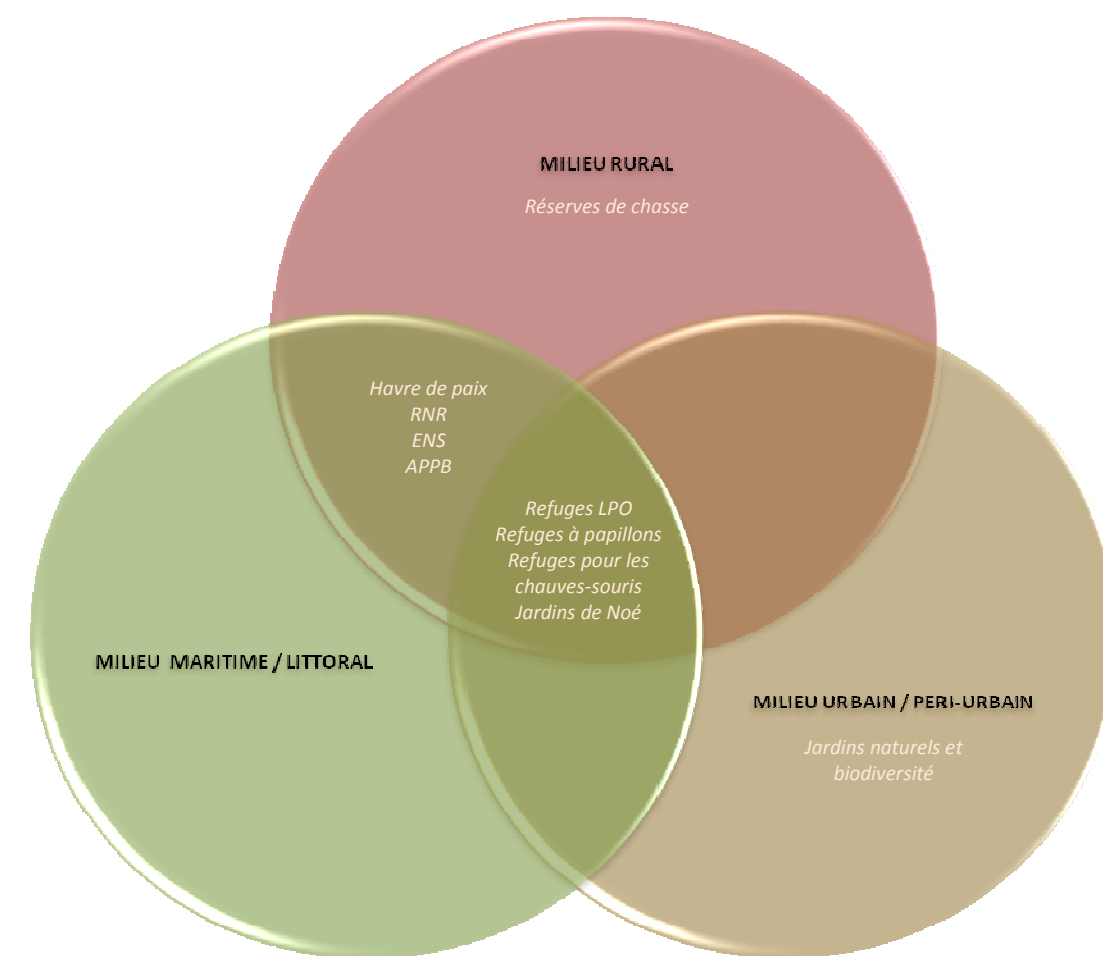 MILIEU RURAL
Réserves de chasse
Havre de paix
RNR
ENS
APPB
Refuges LPO
Refuges à papillons
Refuges pour les
chauves-souris
Jardins de Noé
MILIEU MARITIME / LITTORAL
MILIEU URBAIN / PERI-URBAIN
Jardins naturels et
biodiversité